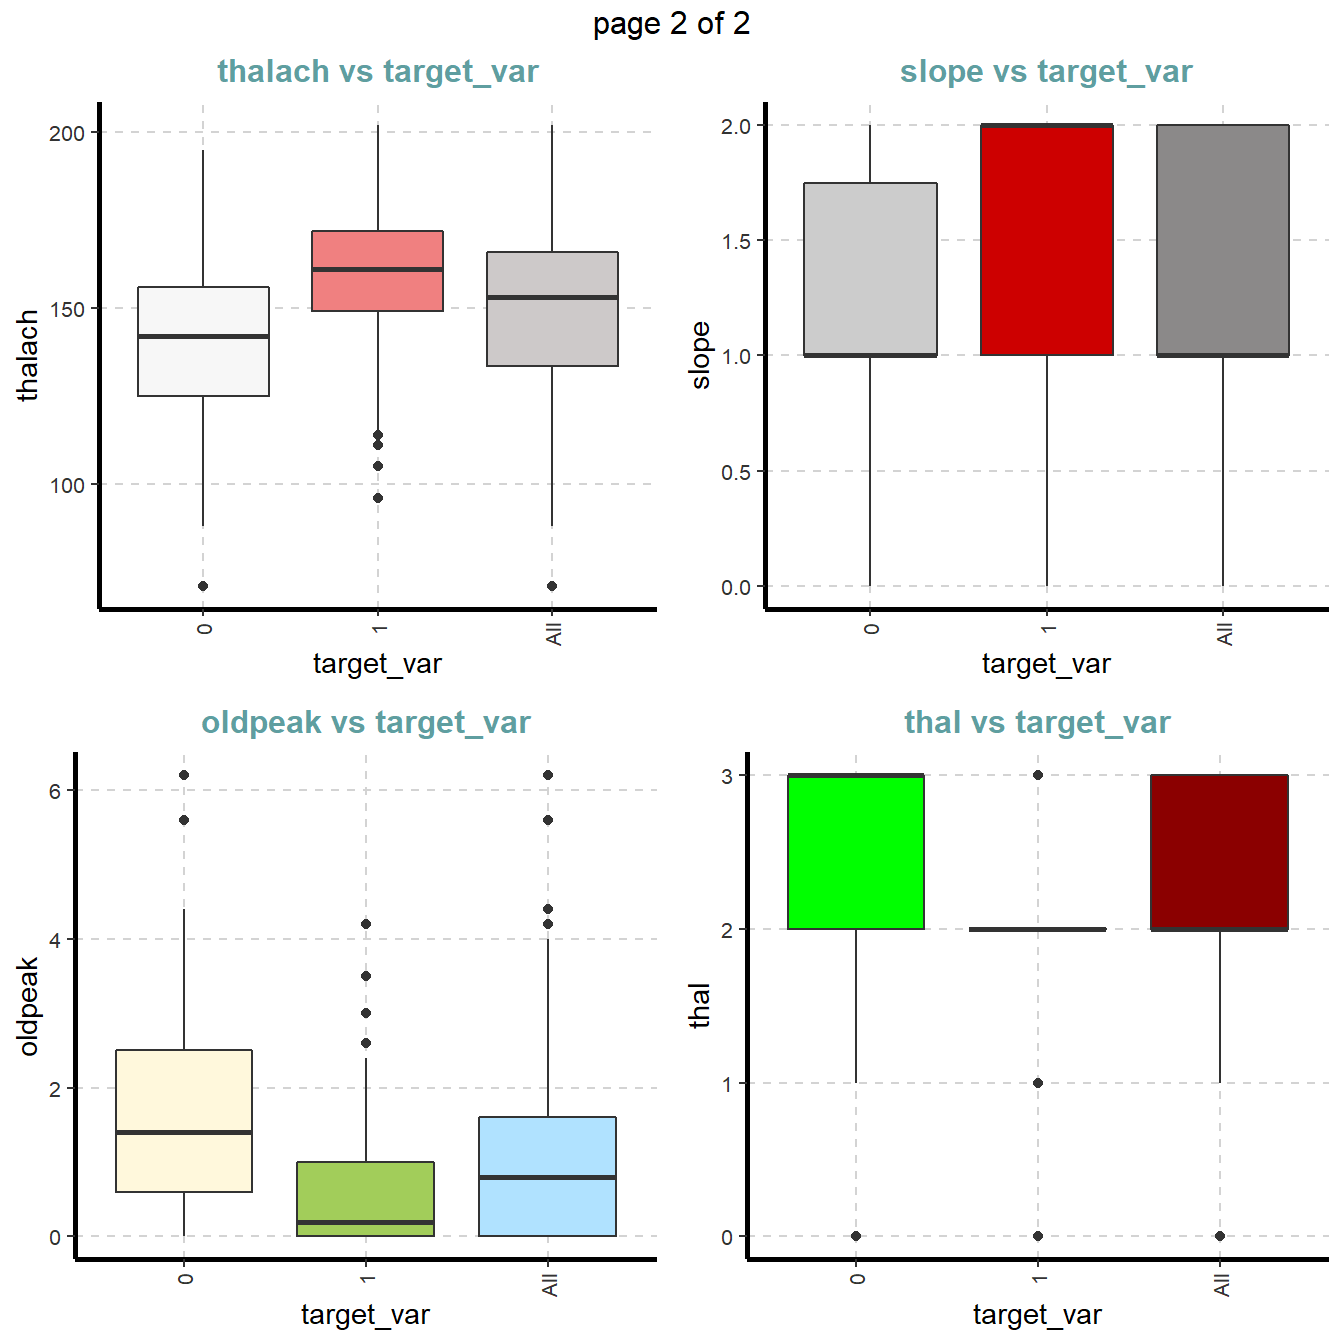 page 2 of 2
thalach vs target_var
200
150
100
thalach
0
1
All
target_var
slope vs target_var
2.0
1.5
1.0
0.5
0.0
slope
0
1
All
target_var
oldpeak vs target_var
6
4
2
0
oldpeak
0
1
All
target_var
thal vs target_var
3
2
1
0
thal
0
1
All
target_var